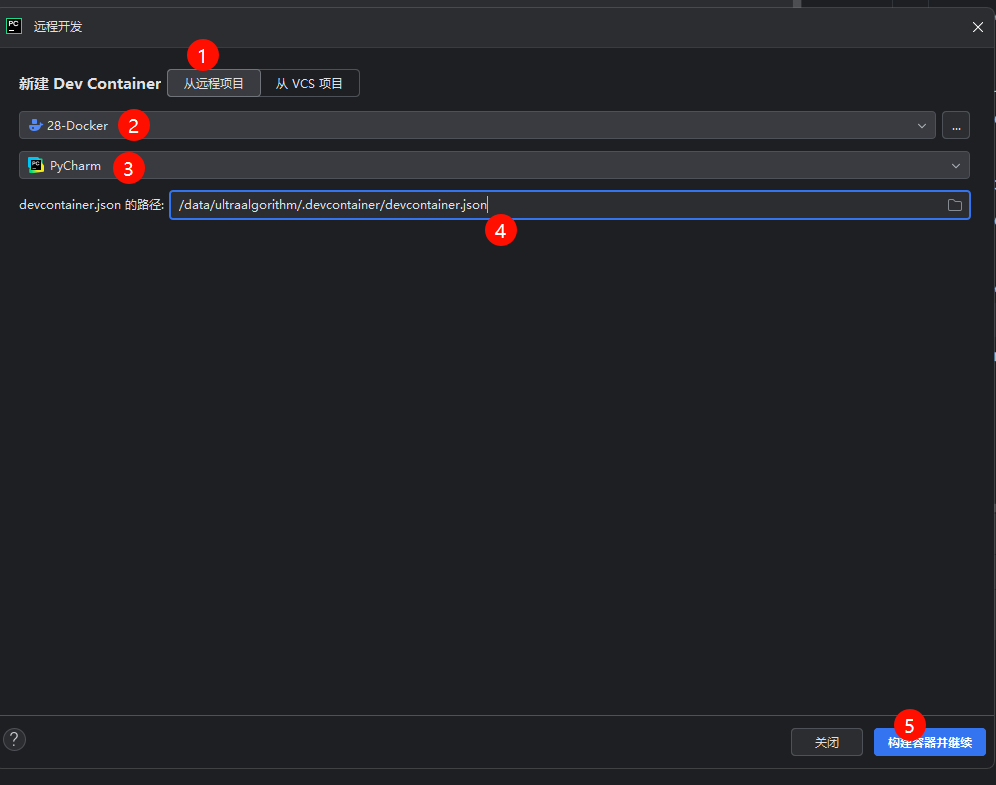 PC 远程开发
1
新建 Dev Container 从远程项目 从 VCS 项目
28-Docker 2 ...
PC PyCharm 3
devcontainer.json 的路径: /data/ultraalgorithm/.devcontainer/devcontainer.json
4
5
? 关闭 构建容器并继续